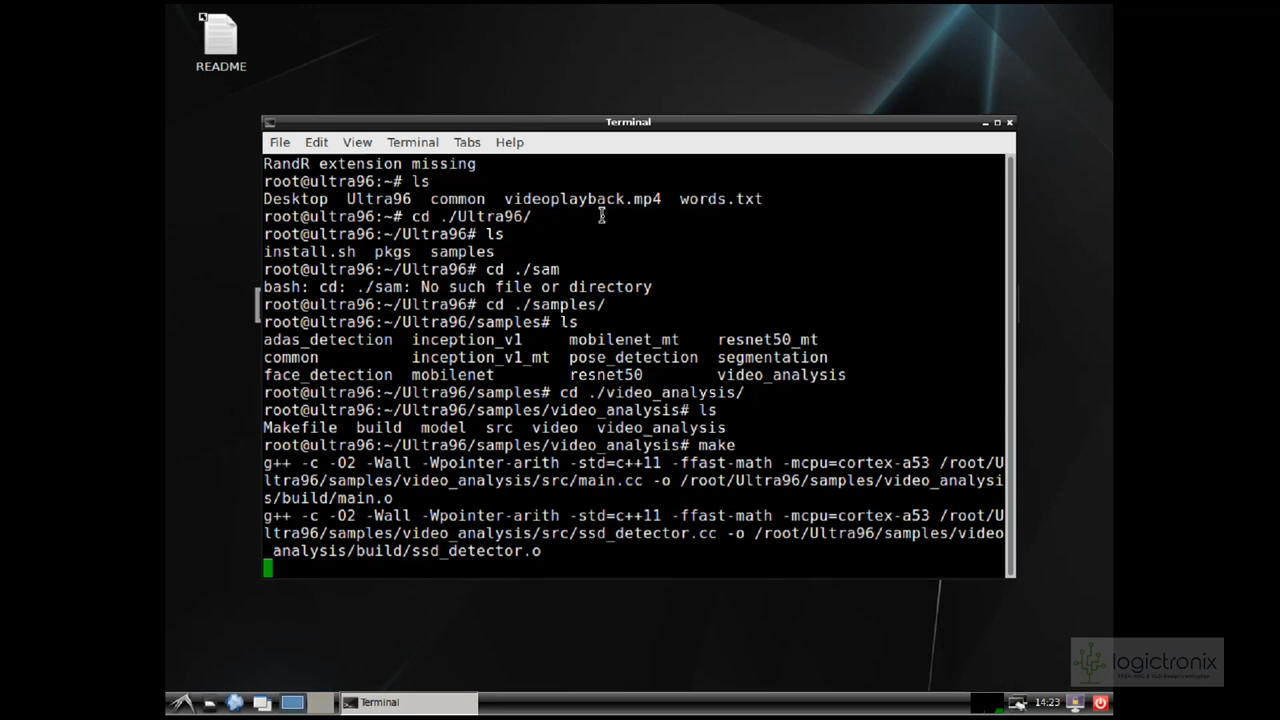 README
Terminal
File Edit View Terminal Tabs Help
RandR extension missing
root@ultra96:~# ls
Desktop Ultra96 common videoplayback.mp4 words.txt
root@ultra96:~# cd ./Ultra96/
root@ultra96:~/Ultra96# ls
install.sh pkgs samples
root@ultra96:~/Ultra96# cd ./sam
bash: cd: ./sam: No such file or directory
root@ultra96:~/Ultra96# cd ./samples/
root@ultra96:~/Ultra96/samples# ls
adas_detection inception_v1 mobilenet_mt resnet50_mt
common inception_v1_mt pose_detection segmentation
face_detection mobilenet resnet50 video_analysis
root@ultra96:~/Ultra96/samples# cd ./video_analysis/
root@ultra96:~/Ultra96/samples/video_analysis# ls
Makefile build model src video video_analysis
root@ultra96:~/Ultra96/samples/video_analysis# make
g++ -c -O2 -Wall -Wpointer-arith -std=c++11 -ffast-math -mcpu=cortex-a53 /root/U
ltra96/samples/video_analysis/src/main.cc -o /root/Ultra96/samples/video_analysi
s/build/main.o
g++ -c -O2 -Wall -Wpointer-arith -std=c++11 -ffast-math -mcpu=cortex-a53 /root/U
ltra96/samples/video_analysis/src/ssd_detector.cc -o /root/Ultra96/samples/video
_analysis/build/ssd_detector.o
logictronix
Terminal
14:23